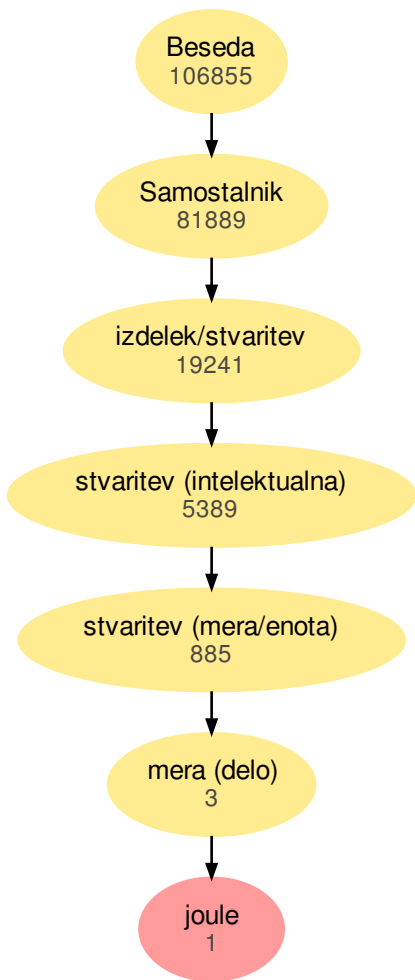 Beseda
106855
Samostalnik
81889
izdelek/stvaritev
19241
stvaritev (intelektualna)
5389
stvaritev (mera/enota)
885
mera (delo)
3
joule
1